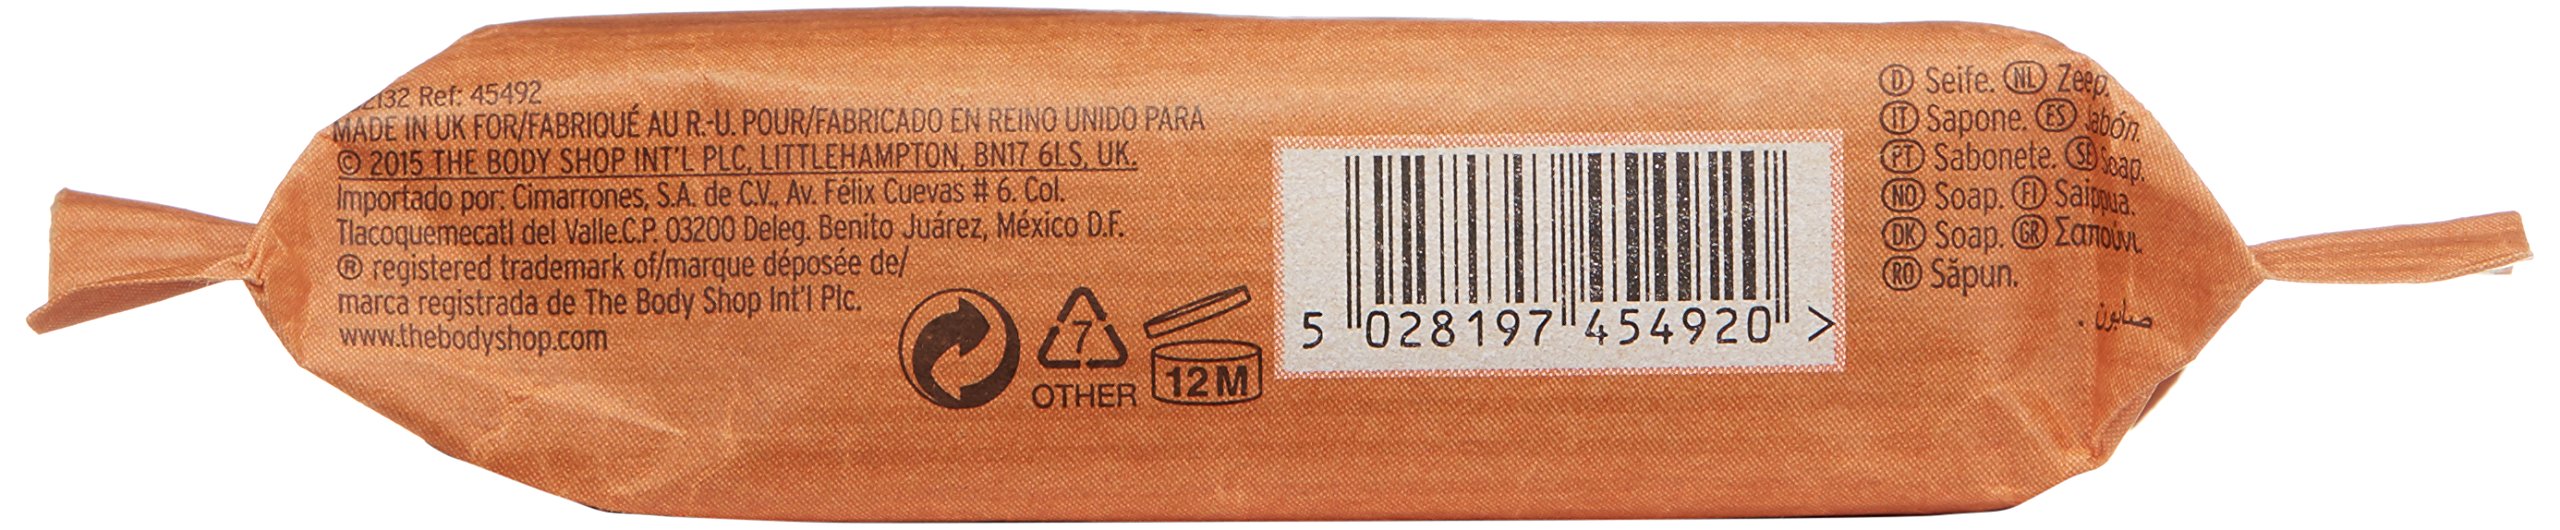 Ref: 45492
MADE IN UK FOR/FABRIQUÉ AU R.-U. POUR/FABRICADO EN REINO UNIDO PARA
© 2015 THE BODY SHOP INT'L PLC, LITTLEHAMPTON, BN17 6LS, UK.
Importado por: Cimarrones, S.A. de C.V., Av. Félix Cuevas # 6. Col.
Tlacoquemecatl del Valle.C.P. 03200 Deleg. Benito Juárez, México D.F.
® registered trademark of/marque déposée de/
marca registrada de The Body Shop Int'l Plc.
www.thebodyshop.com
7
OTHER
12 M
5 028197 454920 >
D Seife. NL Zeep.
IT Sapone. ES Jabón.
PT Sabonete. SE Soap.
NO Soap. FI Saippua.
DK Soap. GR Σαπούνι.
RO Săpun.
صابون .